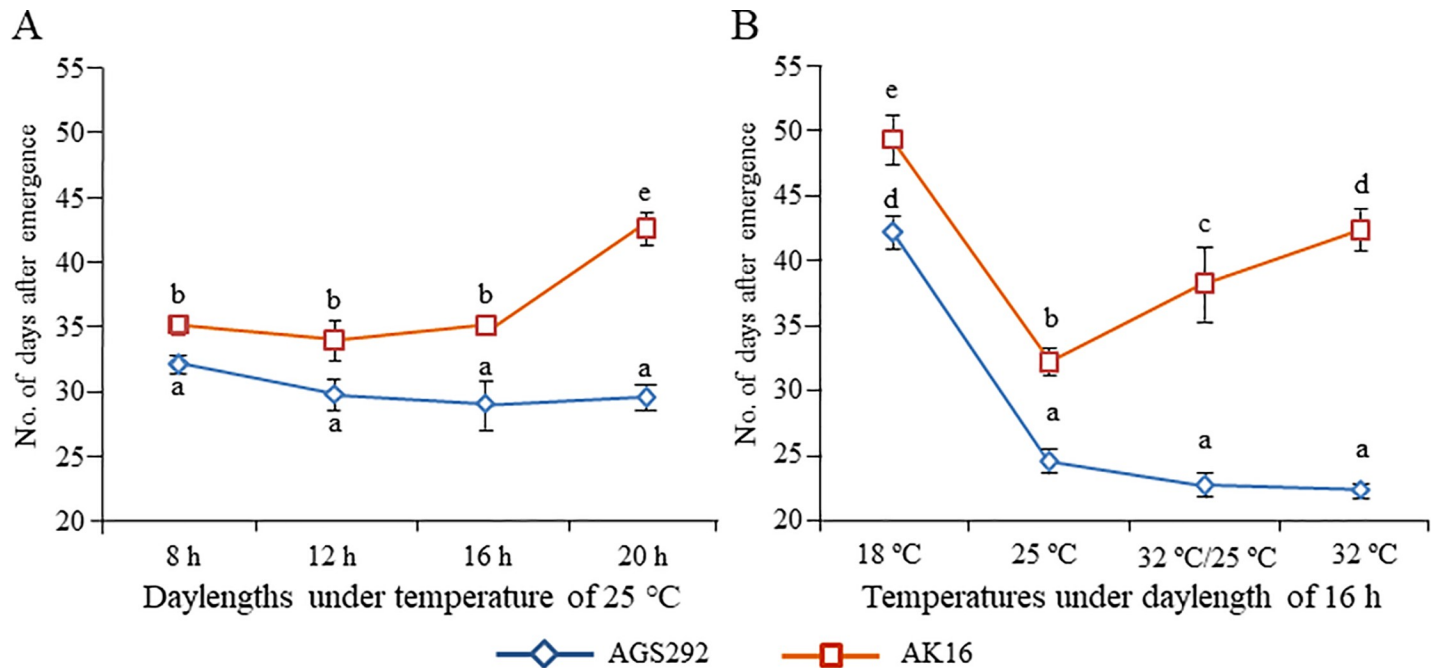 A
No. of days after emergence
55
50
45
40
35
30
25
20
b
b
b
e
a
a
a
a
8 h
12 h
16 h
20 h
Daylengths under temperature of 25 °C
B
No. of days after emergence
55
50
45
40
35
30
25
20
e
b
c
d
d
a
a
a
18 °C
25 °C
32 °C/25 °C
32 °C
Temperatures under daylength of 16 h
AGS292
AK16